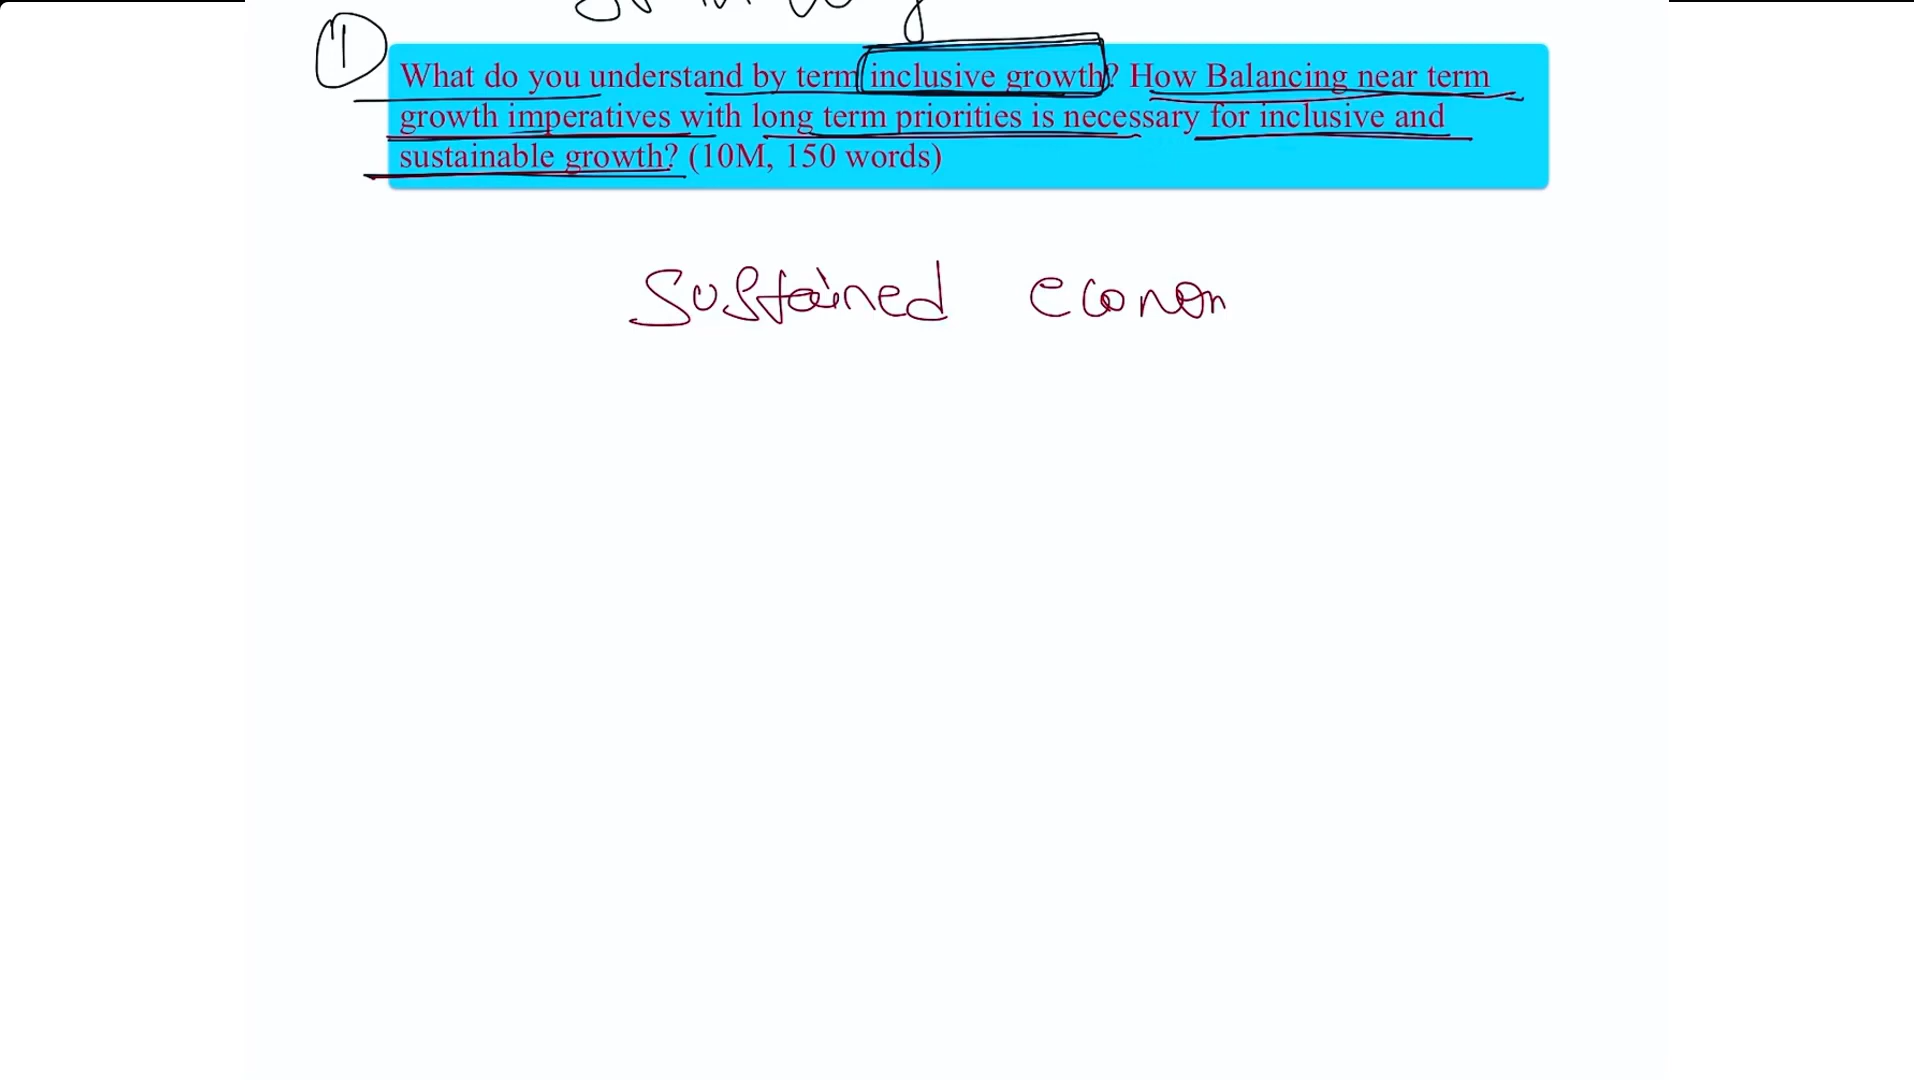 1
What do you understand by term inclusive growth? How Balancing near term
growth imperatives with long term priorities is necessary for inclusive and
sustainable growth? (10M, 150 words)
Sustained econom